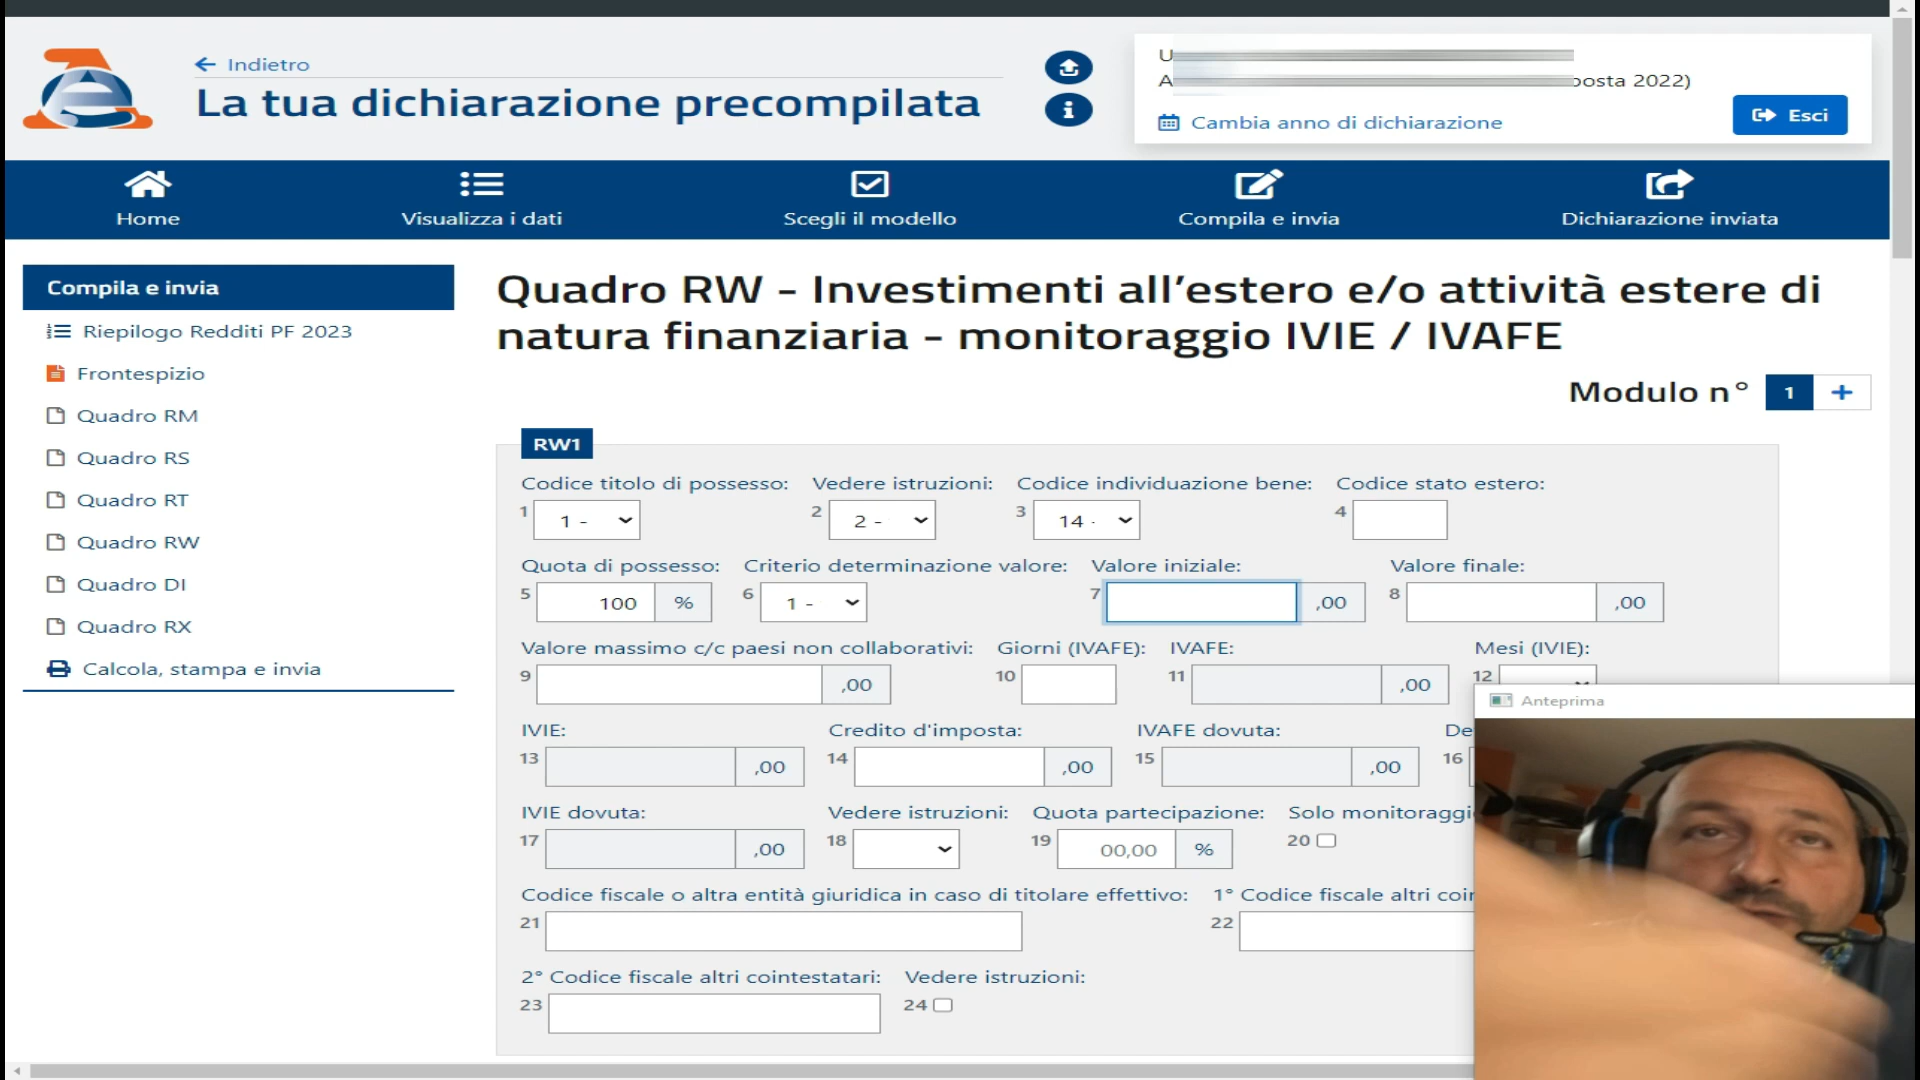 Indietro
La tua dichiarazione precompilata
U
A
posta 2022)
Cambia anno di dichiarazione
Esci
Home
Visualizza i dati
Scegli il modello
Compila e invia
Dichiarazione inviata
Compila e invia
Riepilogo Redditi PF 2023
Frontespizio
Quadro RM
Quadro RS
Quadro RT
Quadro RW
Quadro DI
Quadro RX
Calcola, stampa e invia
Quadro RW - Investimenti all’estero e/o attività estere di
natura finanziaria - monitoraggio IVIE / IVAFE
Modulo n° 1 +
RW1
Codice titolo di possesso: Vedere istruzioni: Codice individuazione bene: Codice stato estero:
1 1 - 2 2 - 3 14 - 4
Quota di possesso: Criterio determinazione valore: Valore iniziale: Valore finale:
5 100 % 6 1 - 7 ,00 8 ,00
Valore massimo c/c paesi non collaborativi: Giorni (IVAFE): IVAFE: Mesi (IVIE):
9 ,00 10 11 ,00 12
IVIE: Credito d'imposta: IVAFE dovuta: De
13 ,00 14 ,00 15 ,00 16
IVIE dovuta: Vedere istruzioni: Quota partecipazione: Solo monitoraggi
17 ,00 18 19 00,00 % 20
Codice fiscale o altra entità giuridica in caso di titolare effettivo: 1° Codice fiscale altri coin
21 22
2° Codice fiscale altri cointestatari: Vedere istruzioni:
23 24
Anteprima